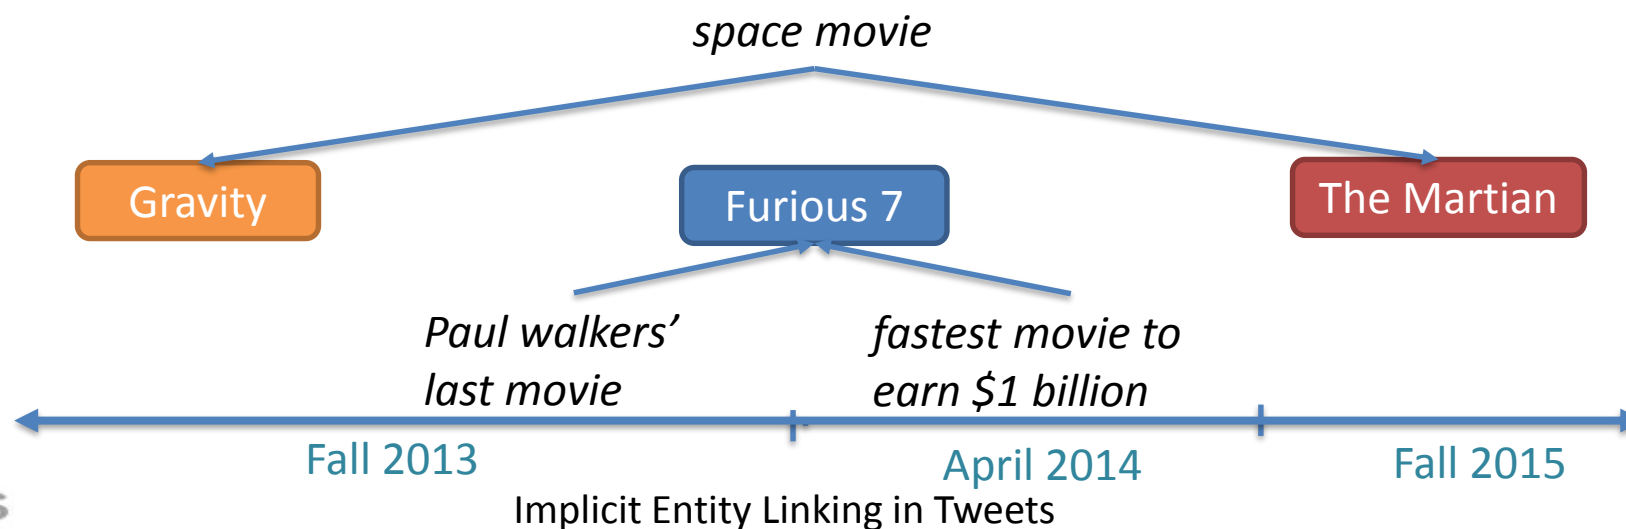 space movie
Gravity
Furious 7
The Martian
Paul walkers’
last movie
fastest movie to
earn $1 billion
Fall 2013
April 2014
Fall 2015
Implicit Entity Linking in Tweets